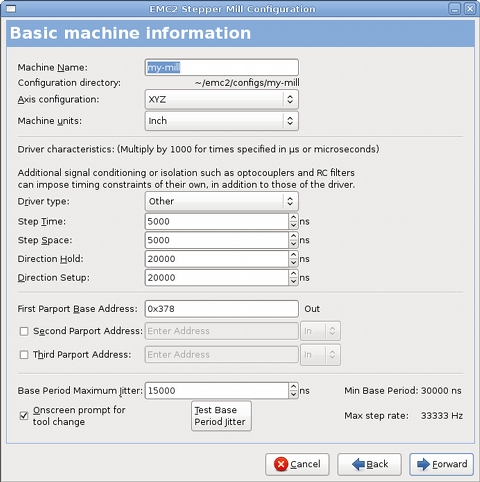 EMC2 Stepper Mill Configuration
Basic machine information
Machine Name: my-mill
Configuration directory: ~/emc2/configs/my-mill
Axis configuration: XYZ
Machine units: Inch
Driver characteristics: (Multiply by 1000 for times specified in µs or microseconds)
Additional signal conditioning or isolation such as optocouplers and RC filters
can impose timing constraints of their own, in addition to those of the driver.
Driver type: Other
Step Time: 5000 ns
Step Space: 5000 ns
Direction Hold: 20000 ns
Direction Setup: 20000 ns
First Parport Base Address: 0x378 Out
Second Parport Address: Enter Address In
Third Parport Address: Enter Address In
Base Period Maximum Jitter: 15000 ns Min Base Period: 30000 ns
Onscreen prompt for
tool change
Test Base
Period Jitter
Max step rate: 33333 Hz
Cancel Back Forward